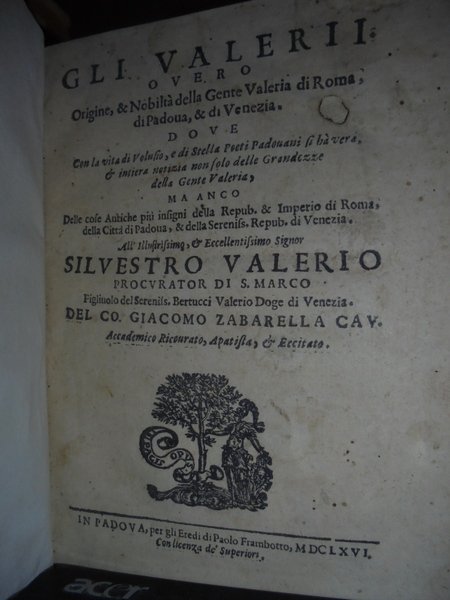 GLI VALERII.
OVERO
Origine, & Nobiltà della Gente Valeria di Roma,
di Padoua, & di Venezia.
DOVE
Con la vita di Volusio, e di Stella Poeti Padouani si hà vera,
& intiera notizia non solo delle Grandezze
della Gente Valeria,
MA ANCO
Delle cose Antiche più insigni della Repub. & Imperio di Roma,
della Città di Padoua, & della Sereniss. Repub. di Venezia.
All' Illustrissimo, & Eccellentissimo Signor
SILVESTRO VALERIO
PROCVRATOR DI S. MARCO
Figliuolo del Sereniss. Bertucci Valerio Doge di Venezia.
DEL CO. GIACOMO ZABARELLA CAV.
Accademico Ricourato, Apatista, & Eccitato.
OPVS
IN PADOVA, per gli Eredi di Paolo Frambotto, MDCLXVI.
Con licenza de' Superiori.
acer